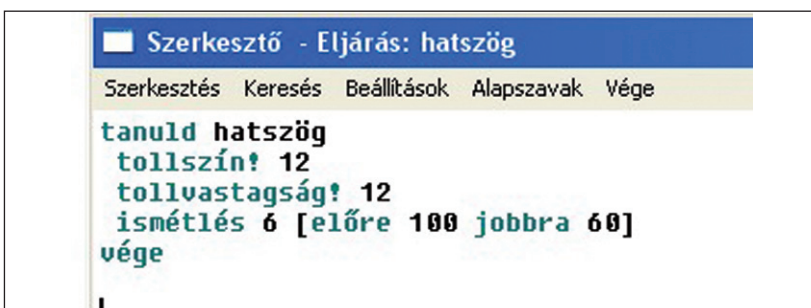 Szerkesztő - Eljárás: hatszög
Szerkesztés Keresés Beállítások Alapszavak Vége
tanuld hatszög
tollszín! 12
tollvastagság! 12
ismétlés 6 [előre 100 jobbra 60]
vége